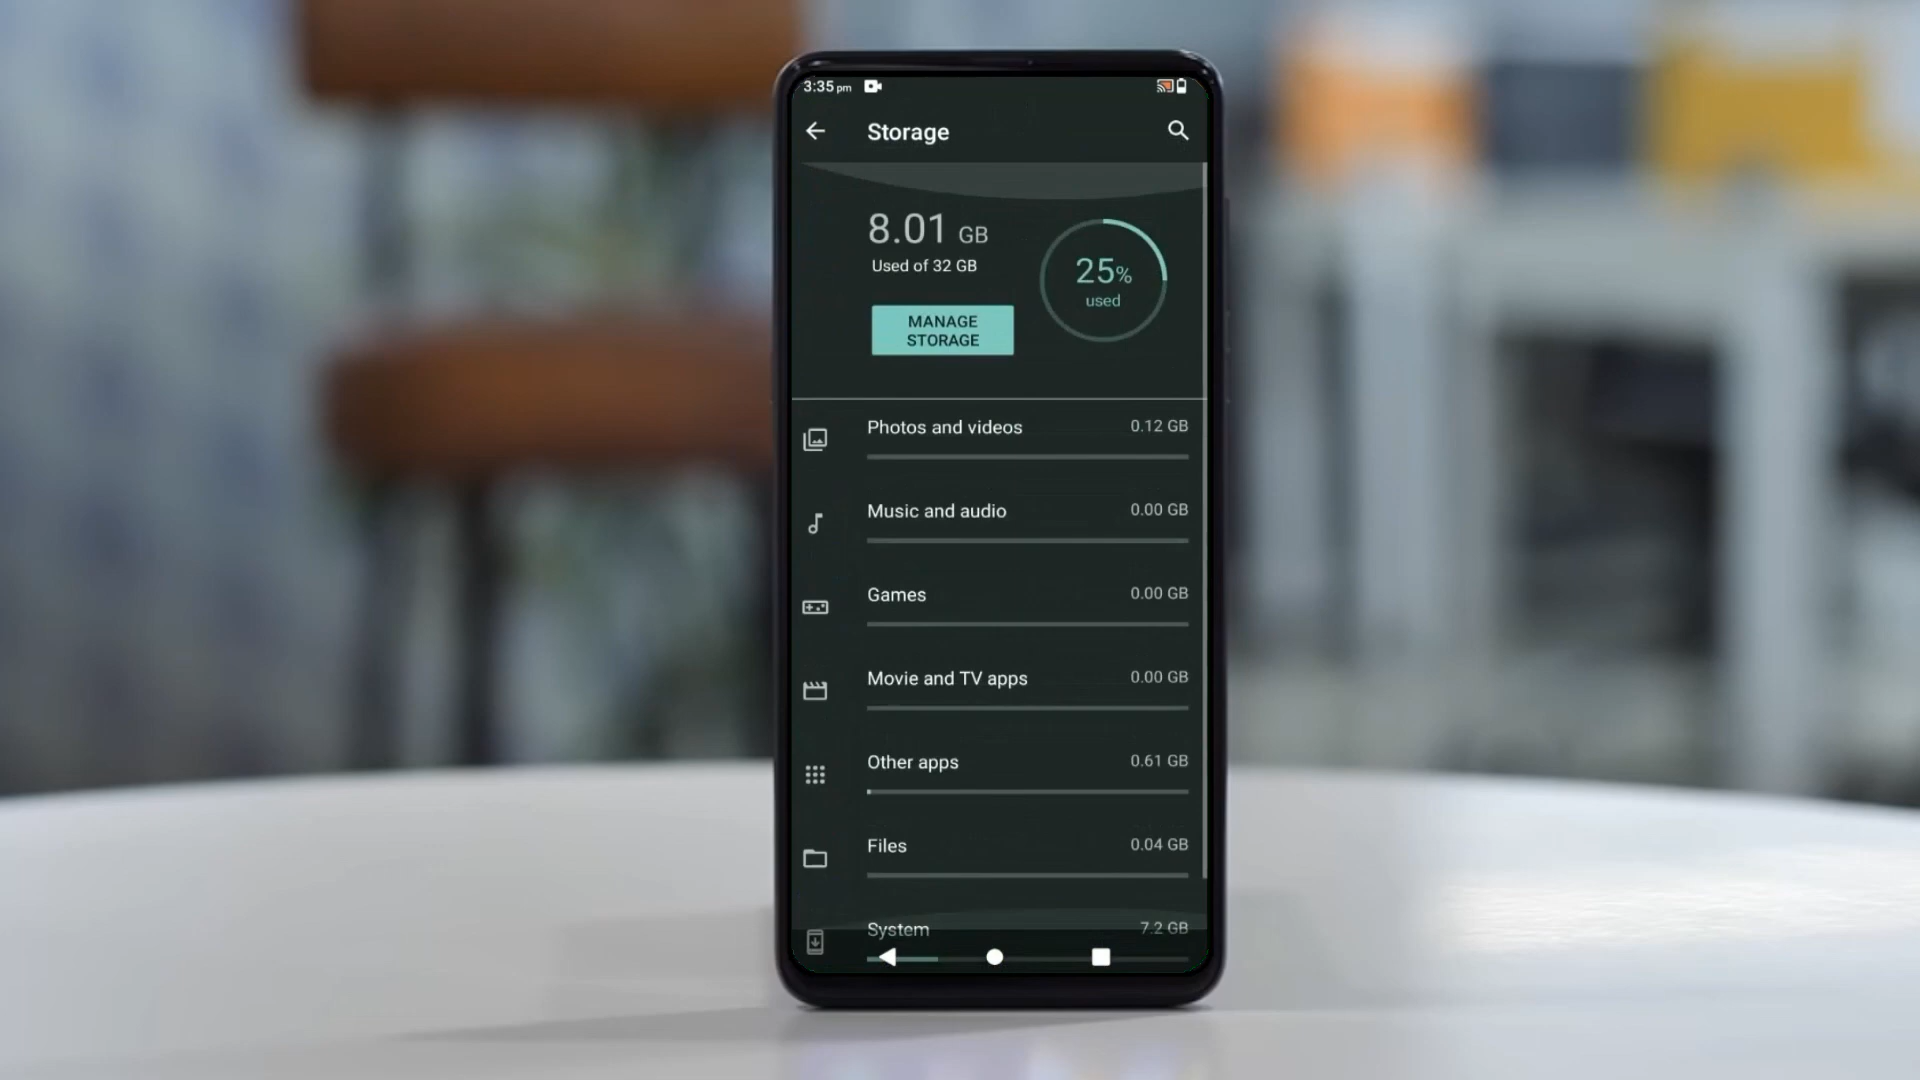 3:35 pm
Storage
8.01 GB
Used of 32 GB
25%
used
MANAGE
STORAGE
Photos and videos 0.12 GB
Music and audio 0.00 GB
Games 0.00 GB
Movie and TV apps 0.00 GB
Other apps 0.61 GB
Files 0.04 GB
System 7.2 GB